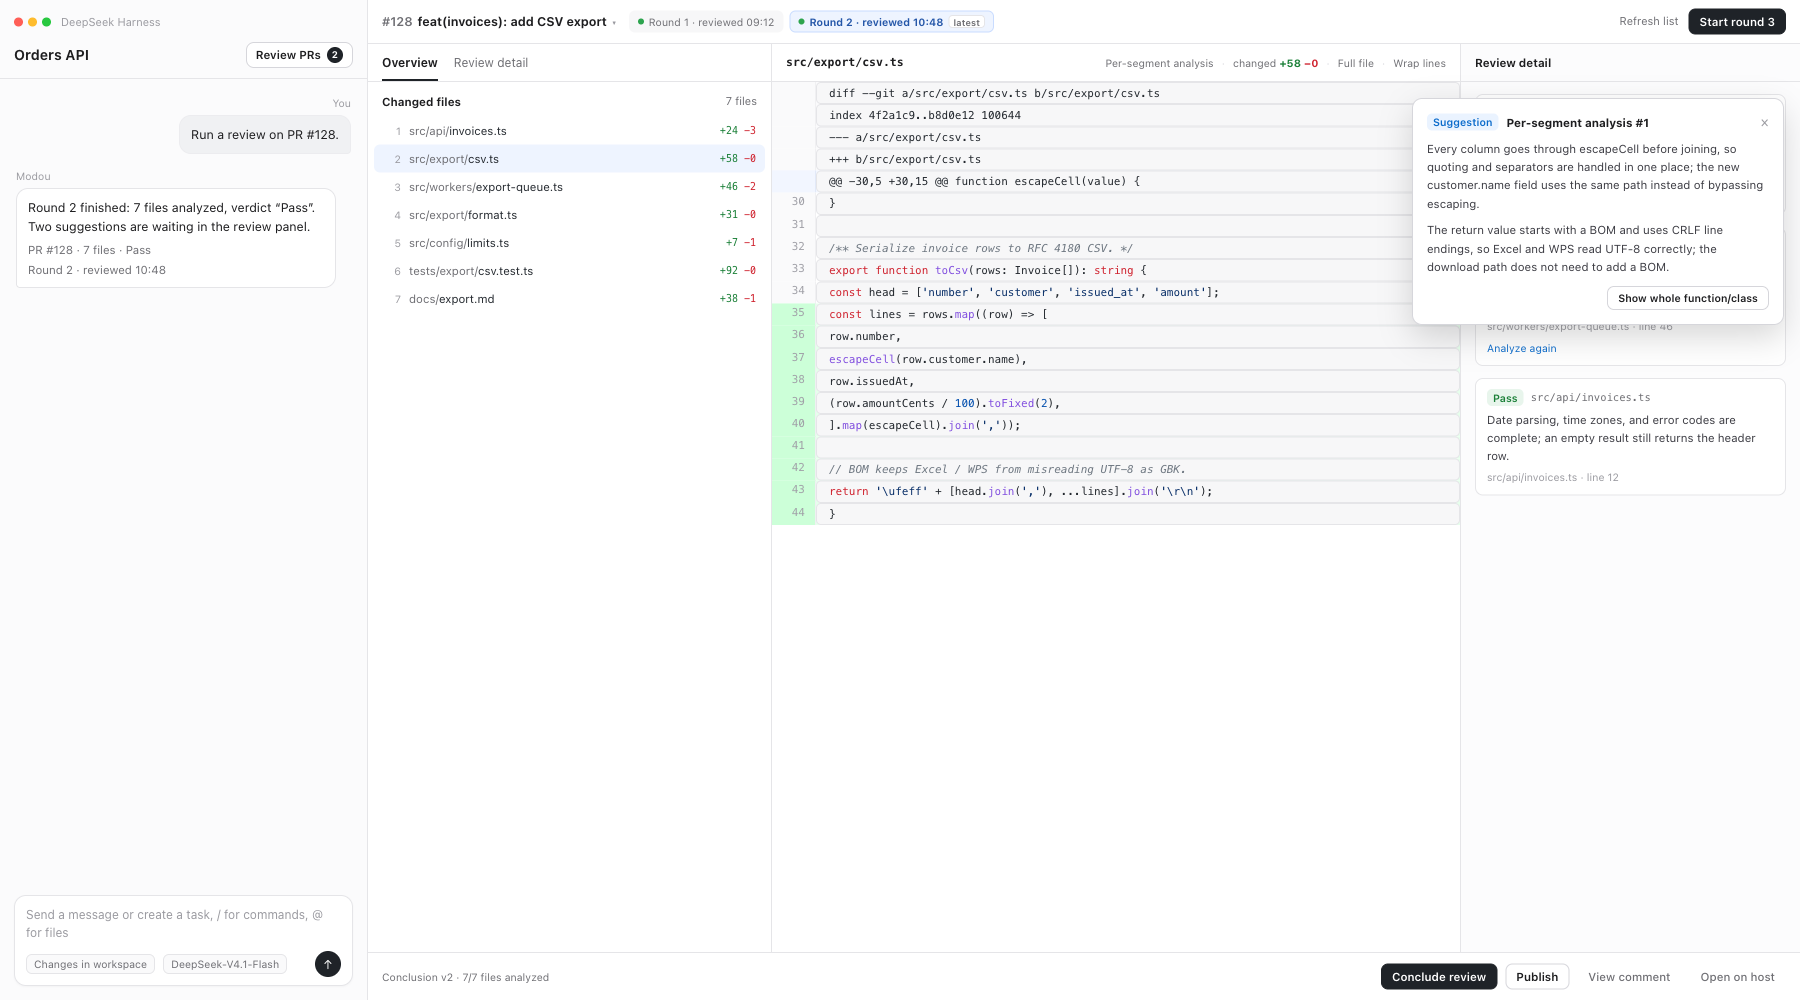 DeepSeek Harness
Orders API
Review PRs 2
You
Run a review on PR #128.
Modou
Round 2 finished: 7 files analyzed, verdict “Pass”.
Two suggestions are waiting in the review panel.
PR #128 · 7 files · Pass
Round 2 · reviewed 10:48
Send a message or create a task, / for commands, @
for files
Changes in workspace
DeepSeek-V4.1-Flash
#128 feat(invoices): add CSV export
Round 1 · reviewed 09:12
Round 2 · reviewed 10:48 latest
Refresh list
Start round 3
Overview
Review detail
Changed files
7 files
1 src/api/invoices.ts +24 −3
2 src/export/csv.ts +58 −0
3 src/workers/export-queue.ts +46 −2
4 src/export/format.ts +31 −0
5 src/config/limits.ts +7 −1
6 tests/export/csv.test.ts +92 −0
7 docs/export.md +38 −1
src/export/csv.ts
Per-segment analysis · changed +58 −0 Full file · Wrap lines
diff --git a/src/export/csv.ts b/src/export/csv.ts
index 4f2a1c9..b8d0e12 100644
--- a/src/export/csv.ts
+++ b/src/export/csv.ts
@@ -30,5 +30,15 @@ function escapeCell(value) {
30 }
31
32 /** Serialize invoice rows to RFC 4180 CSV. */
33 export function toCsv(rows: Invoice[]): string {
34 const head = ['number', 'customer', 'issued_at', 'amount'];
35 const lines = rows.map((row) => [
36 row.number,
37 escapeCell(row.customer.name),
38 row.issuedAt,
39 (row.amountCents / 100).toFixed(2),
40 ].map(escapeCell).join(','));
41
42 // BOM keeps Excel / WPS from misreading UTF-8 as GBK.
43 return '\ufeff' + [head.join(','), ...lines].join('\r\n');
44 }
Review detail
Suggestion Per-segment analysis #1 ×
Every column goes through escapeCell before joining, so
quoting and separators are handled in one place; the new
customer.name field uses the same path instead of bypassing
escaping.
The return value starts with a BOM and uses CRLF line
endings, so Excel and WPS read UTF-8 correctly; the
download path does not need to add a BOM.
Show whole function/class
src/workers/export-queue.ts · line 46
Analyze again
Pass src/api/invoices.ts
Date parsing, time zones, and error codes are
complete; an empty result still returns the header
row.
src/api/invoices.ts · line 12
Conclusion v2 · 7/7 files analyzed
Conclude review
Publish
View comment
Open on host